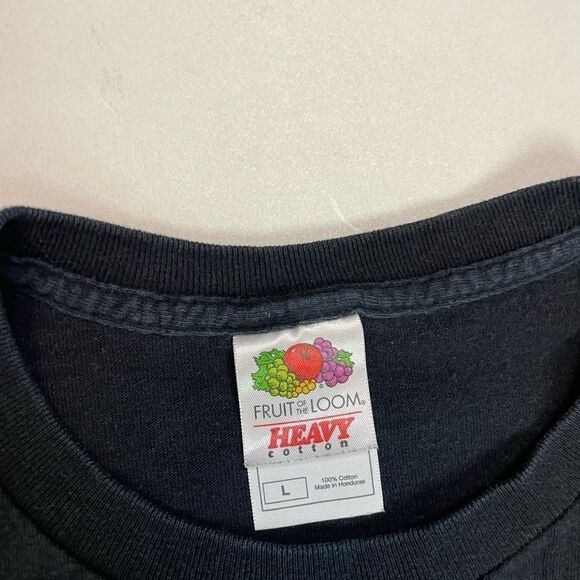 FRUIT OF THE LOOM®
HEAVY
cotton
L
100% Cotton
Made in Honduras